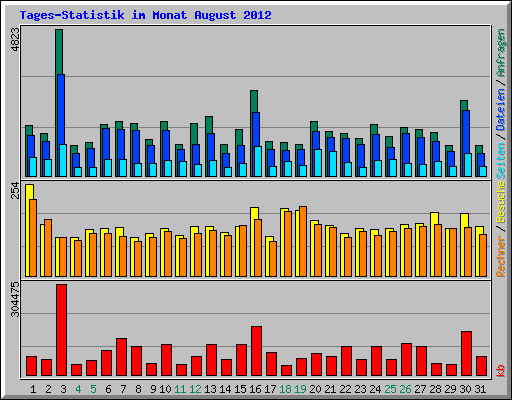 Tages-Statistik im Monat August 2012
4823
254
304475
Rechner / Besuche Seiten / Dateien / Anfragen
kb
1 2 3 4 5 6 7 8 9 10 11 12 13 14 15 16 17 18 19 20 21 22 23 24 25 26 27 28 29 30 31